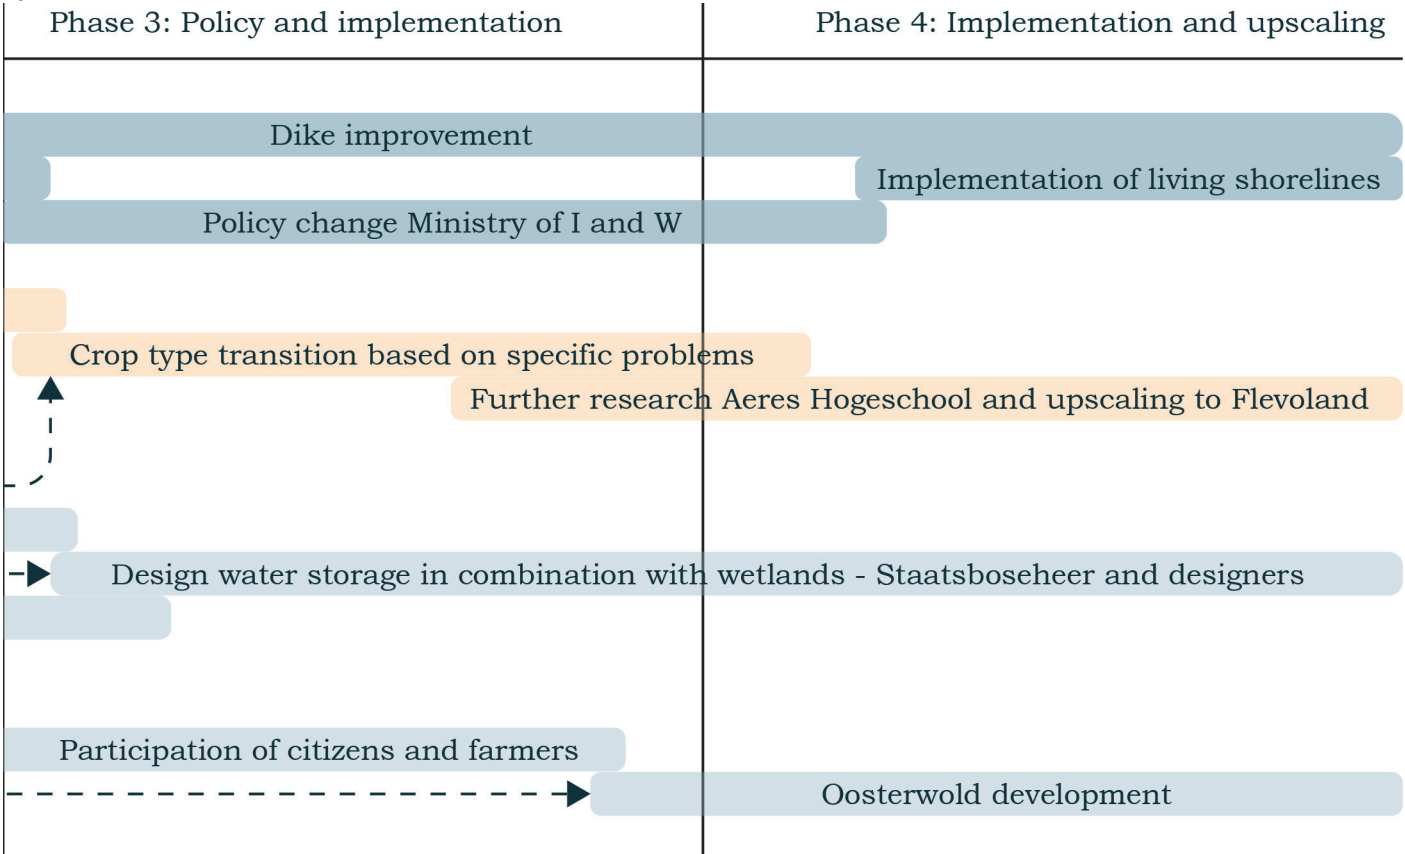 Phase 3: Policy and implementation
Phase 4: Implementation and upscaling
Dike improvement
Implementation of living shorelines
Policy change Ministry of I and W
Crop type transition based on specific problems
Further research Aeres Hogeschool and upscaling to Flevoland
Design water storage in combination with wetlands - Staatsboseheer and designers
Participation of citizens and farmers
Oosterwold development